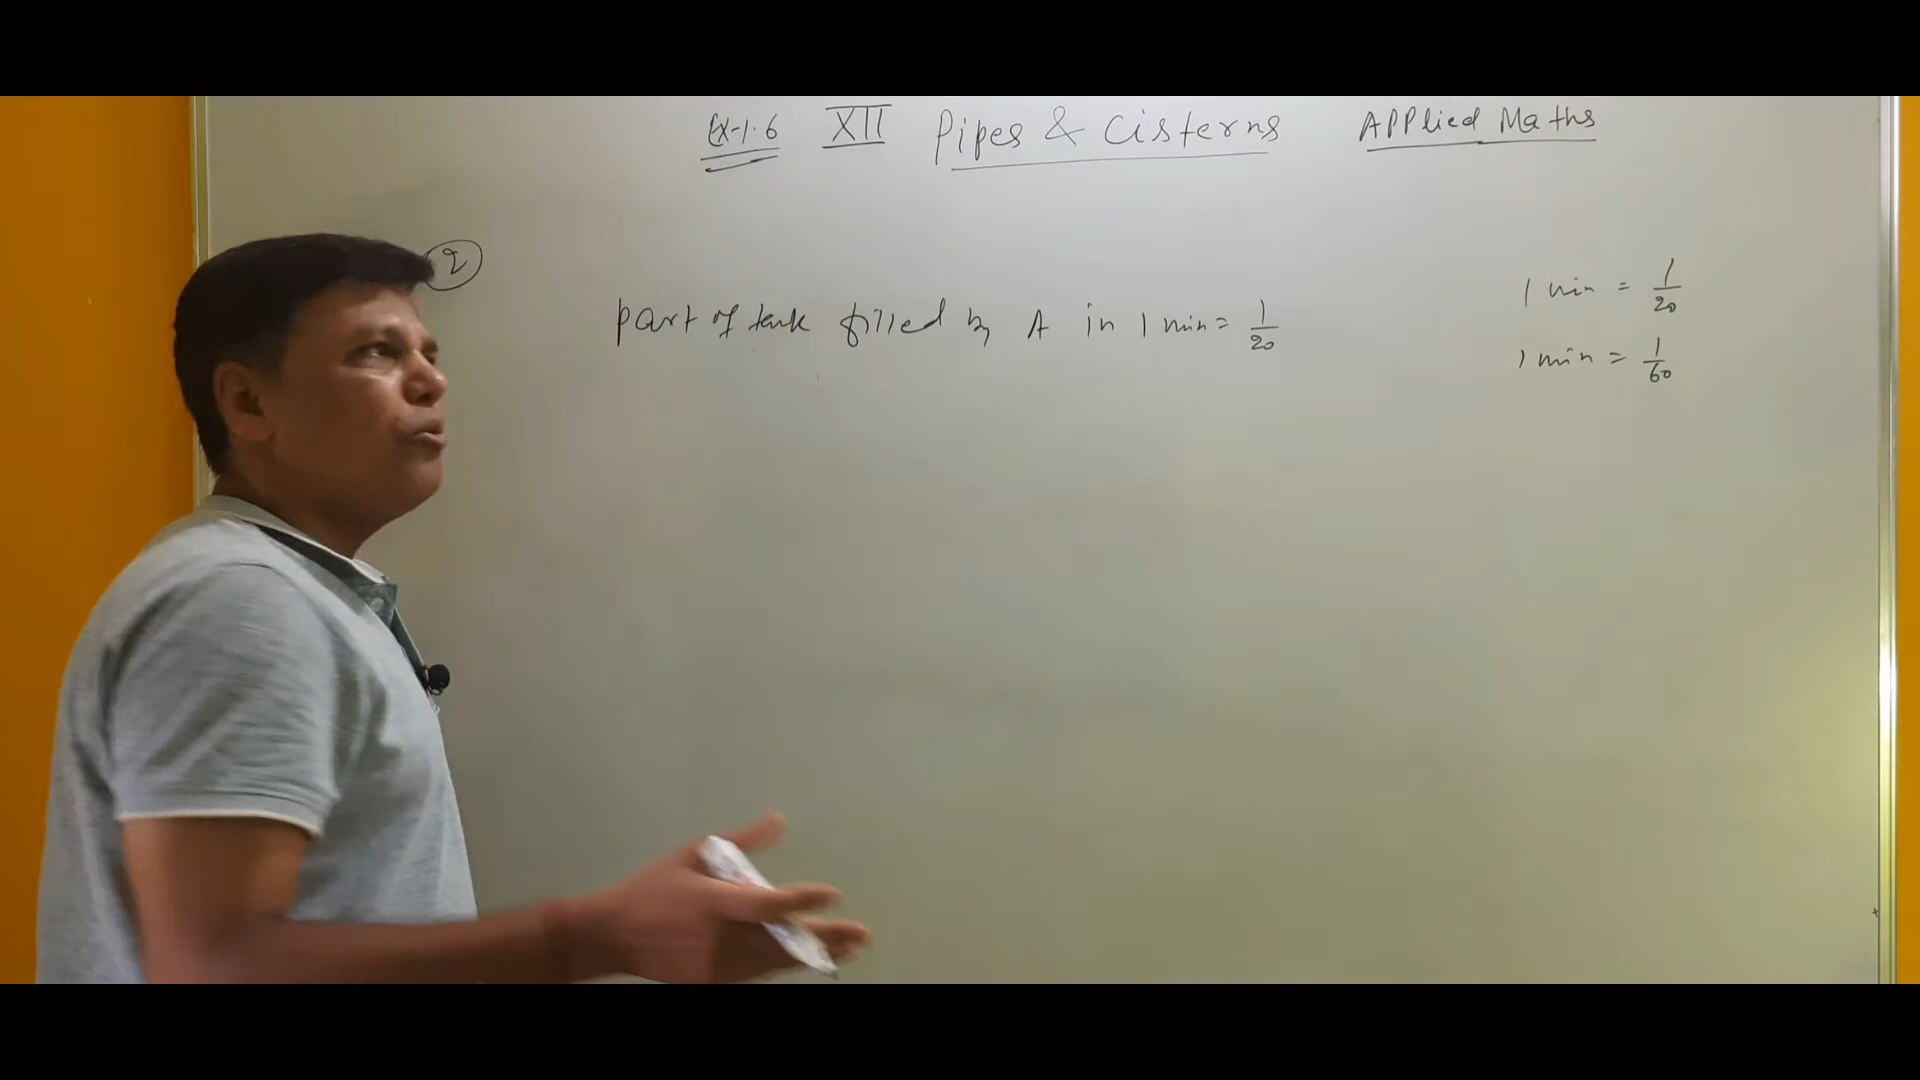 Ex-1.6 XII Pipes & Cisterns Applied Maths
2
part of tank filled by A in 1 min = 1/20
1 min = 1/20
1 min = 1/60